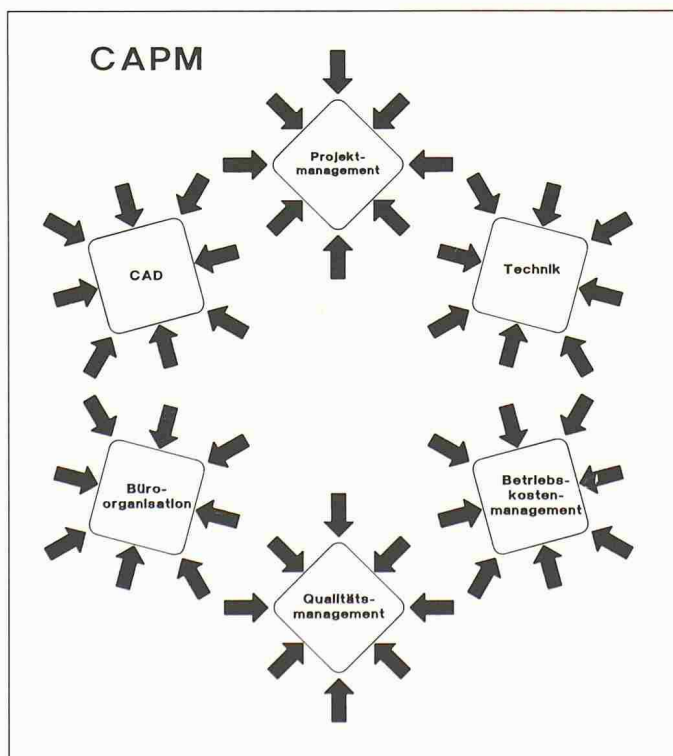 CAPM
Projekt-
management
CAD
Technik
Büro-
organisation
Betriebs-
kosten-
management
Qualitäts-
management